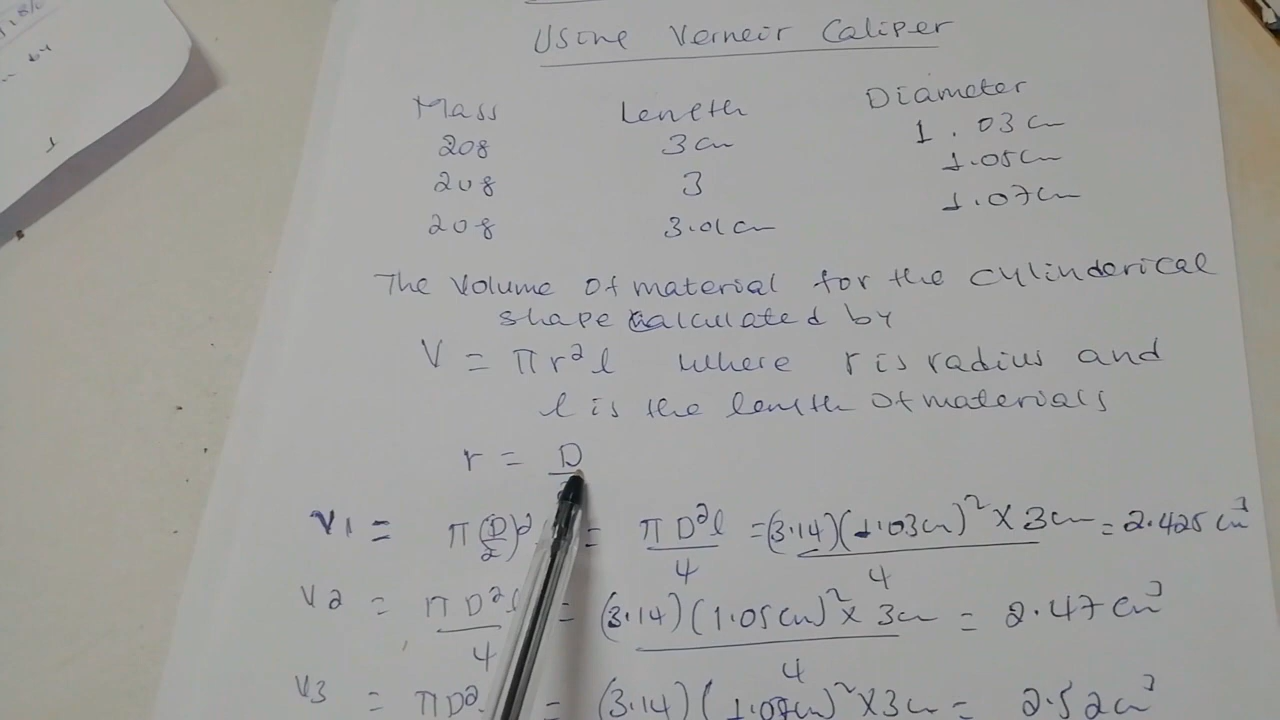 Using Verneir Caliper
Mass Length Diameter
20g 3cm 1.03cm
20g 3 1.05cm
20g 3.01cm 1.07cm
The volume of material for the cylinderical
shape calculated by
V = πr²l where r is radius and
l is the length of materials
r = D
V1 = π(D/2)² = πD²l/4 = (3.14)(1.03cm)² × 3cm/4 = 2.425 cm³
V2 = πD²l/4 = (3.14)(1.05cm)² × 3cm/4 = 2.47 cm³
V3 = πD² = (3.14)(1.07cm)² × 3cm = 2.52cm³